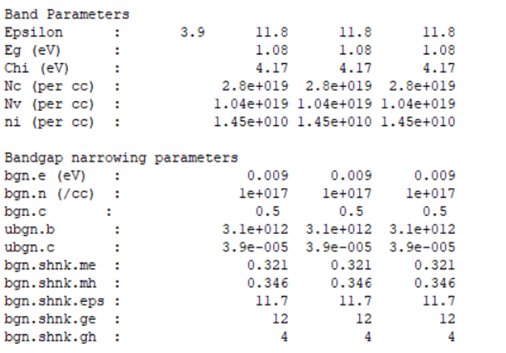 Band Parameters
Epsilon : 3.9 11.8 11.8 11.8
Eg (eV) : 1.08 1.08 1.08
Chi (eV) : 4.17 4.17 4.17
Nc (per cc) : 2.8e+019 2.8e+019 2.8e+019
Nv (per cc) : 1.04e+019 1.04e+019 1.04e+019
ni (per cc) : 1.45e+010 1.45e+010 1.45e+010
Bandgap narrowing parameters
bgn.e (eV) : 0.009 0.009 0.009
bgn.n (/cc) : 1e+017 1e+017 1e+017
bgn.c : 0.5 0.5 0.5
ubgn.b : 3.1e+012 3.1e+012 3.1e+012
ubgn.c : 3.9e-005 3.9e-005 3.9e-005
bgn.shnk.me : 0.321 0.321 0.321
bgn.shnk.mh : 0.346 0.346 0.346
bgn.shnk.eps : 11.7 11.7 11.7
bgn.shnk.ge : 12 12 12
bgn.shnk.gh : 4 4 4